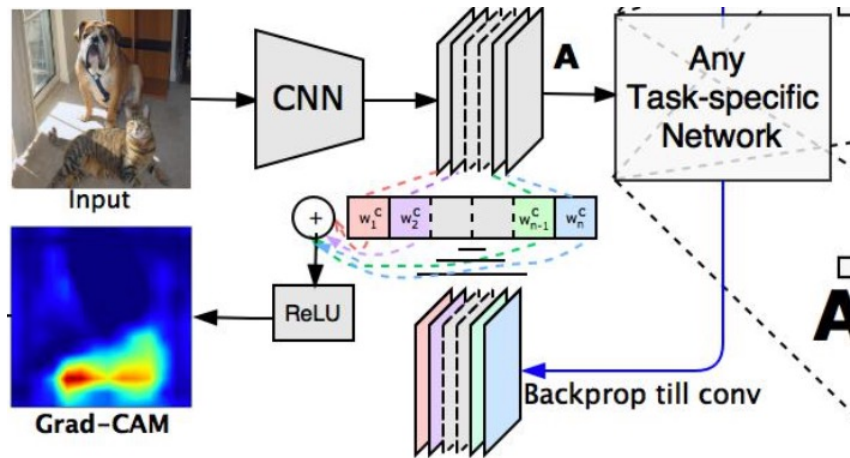 CNN
A
Any
Task-specific
Network
Input
+
w₁ᶜ w₂ᶜ wₙ₋₁ᶜ wₙᶜ
ReLU
A
Backprop till conv
Grad-CAM